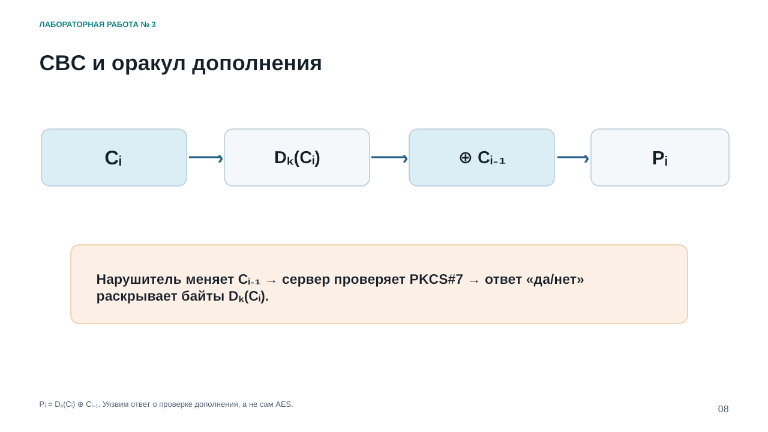 ЛАБОРАТОРНАЯ РАБОТА № 3
CBC и оракул дополнения
Cᵢ
Dₖ(Cᵢ)
⊕ Cᵢ₋₁
Pᵢ
Нарушитель меняет Cᵢ₋₁ → сервер проверяет PKCS#7 → ответ «да/нет»
раскрывает байты Dₖ(Cᵢ).
Pᵢ = Dₖ(Cᵢ) ⊕ Cᵢ₋₁. Уязвим ответ о проверке дополнения, а не сам AES.
08